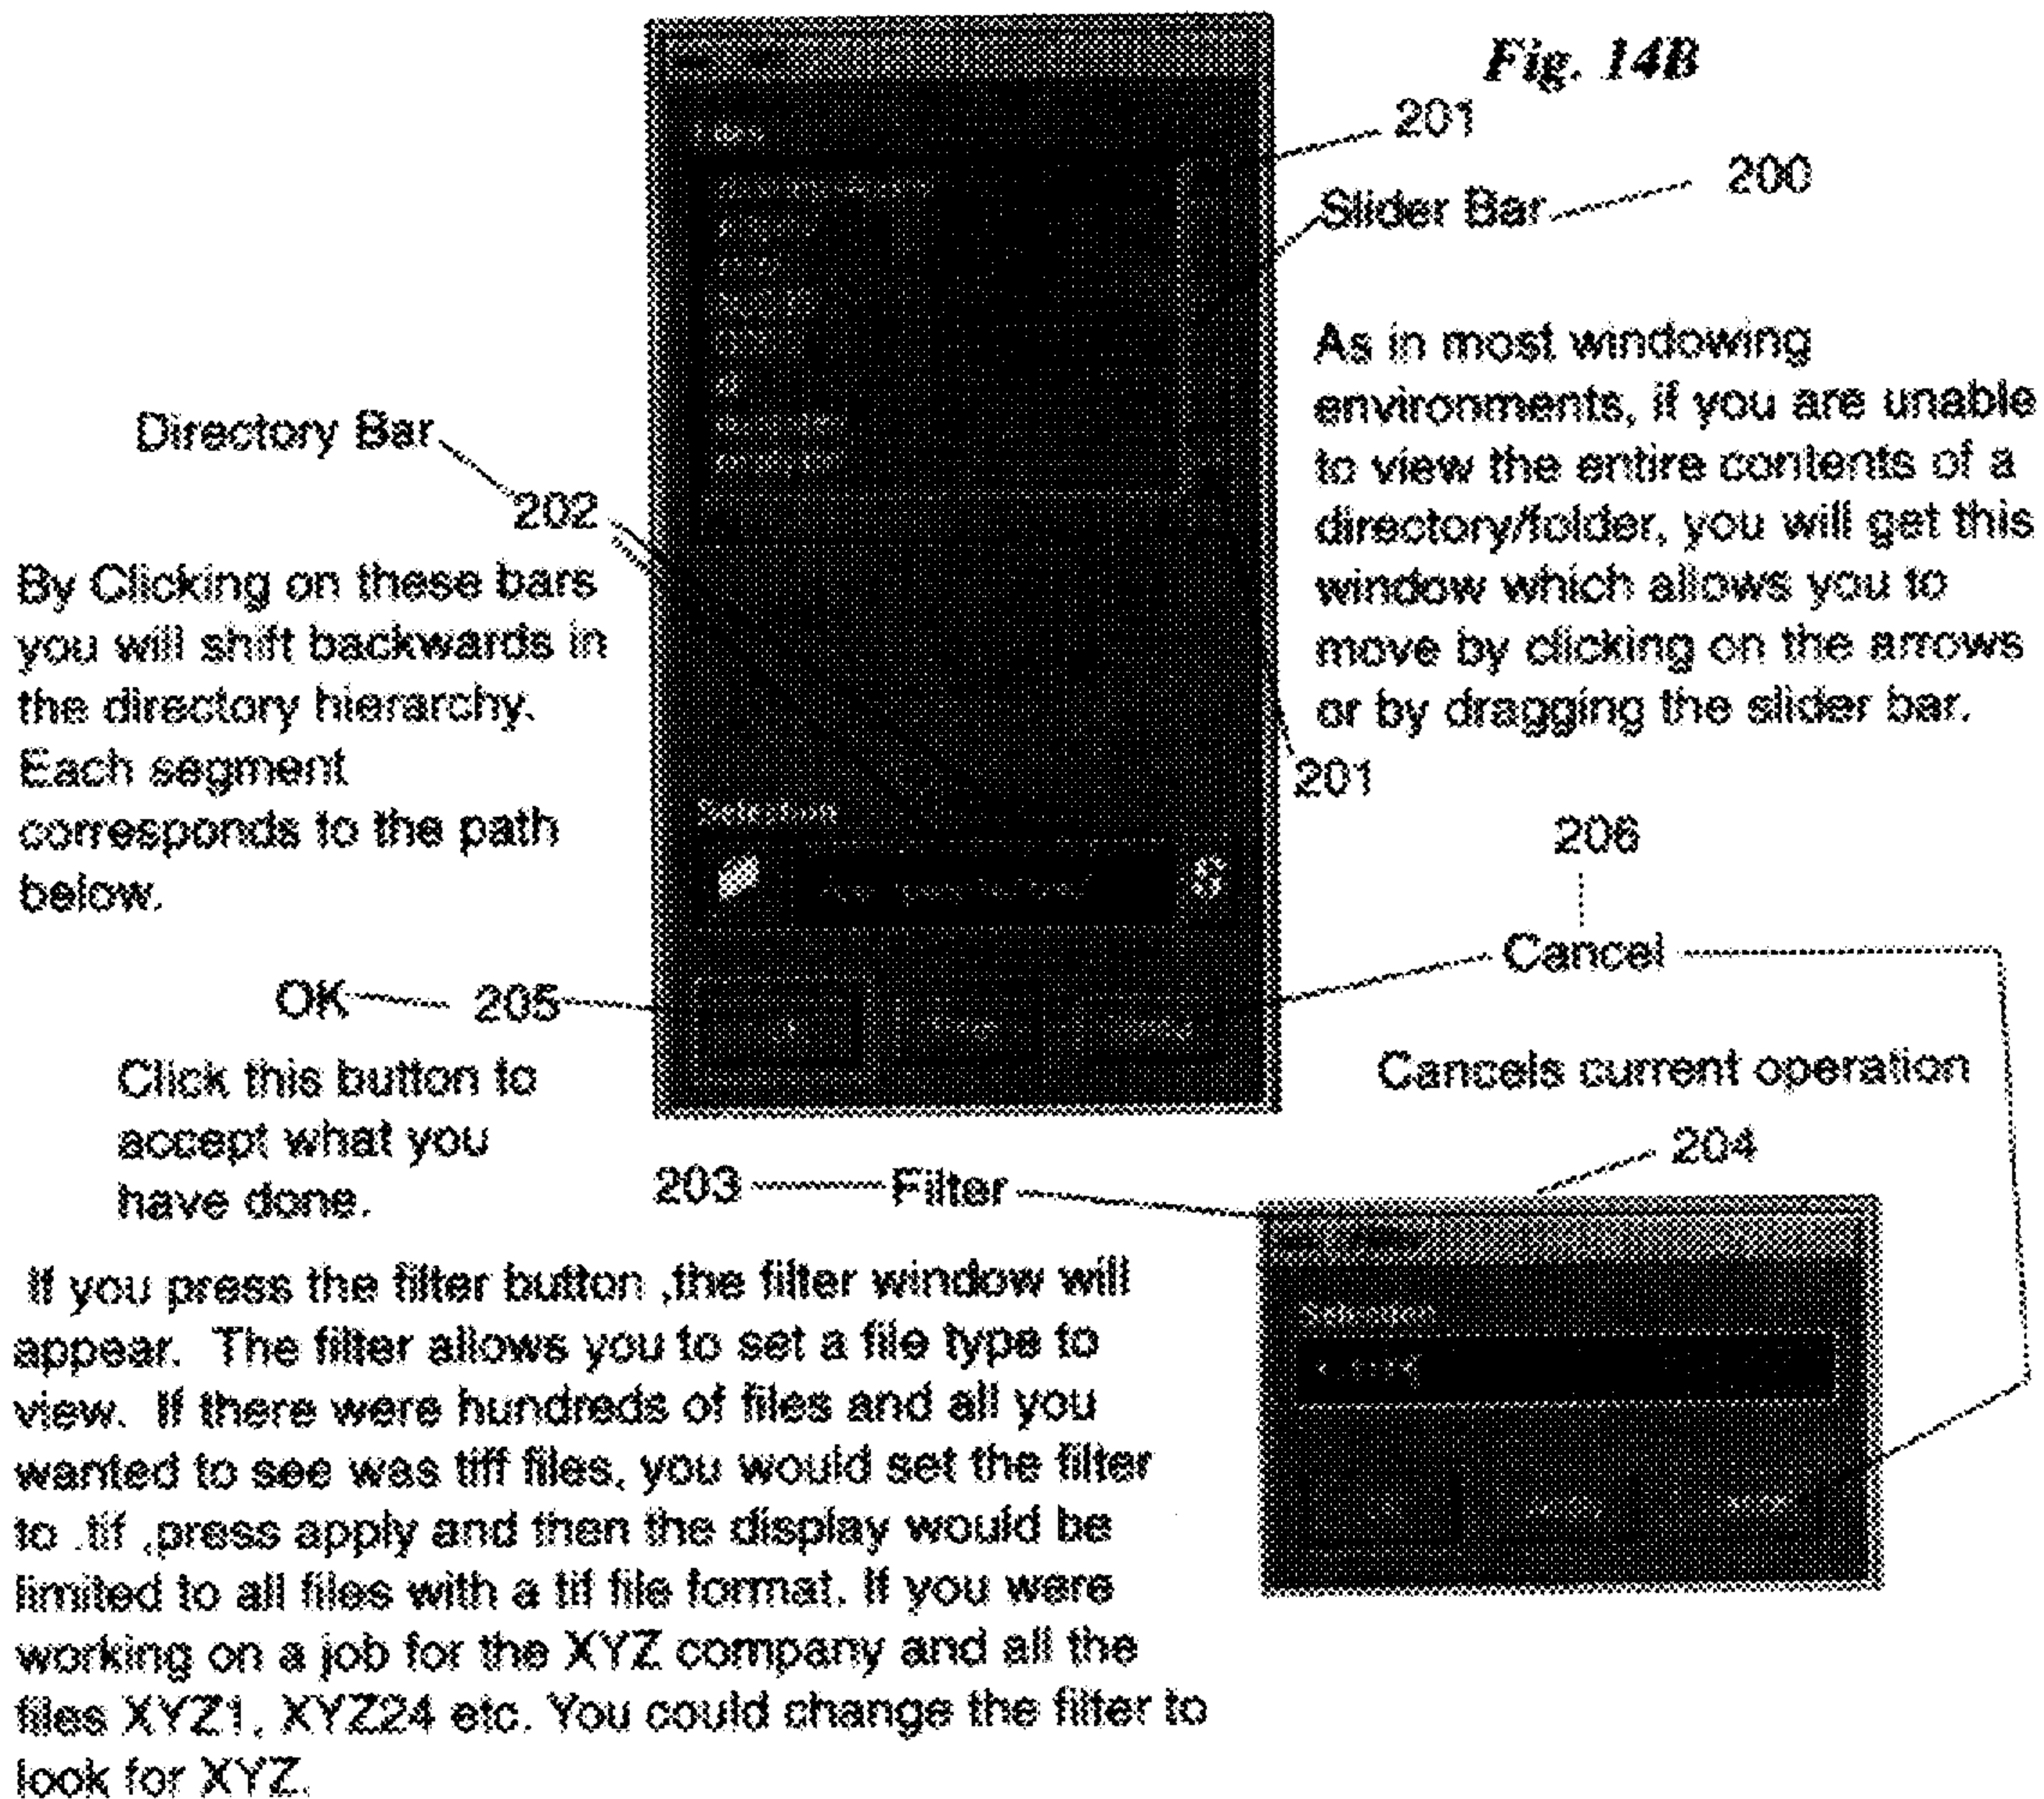 Fig. 14B
201
Slider Bar 200
As in most windowing
environments, if you are unable
to view the entire contents of a
directory/folder, you will get this
window which allows you to
move by clicking on the arrows
or by dragging the slider bar.
201
Directory Bar
202
By Clicking on these bars
you will shift backwards in
the directory hierarchy.
Each segment
corresponds to the path
below.
Selection
206
Cancel
Cancels current operation
OK 205
Click this button to
accept what you
have done.
203 Filter
204
Selection
If you press the filter button ,the filter window will
appear. The filter allows you to set a file type to
view. If there were hundreds of files and all you
wanted to see was tiff files, you would set the filter
to .tif ,press apply and then the display would be
limited to all files with a tif file format. If you were
working on a job for the XYZ company and all the
files XYZ1, XYZ24 etc. You could change the filter to
look for XYZ.